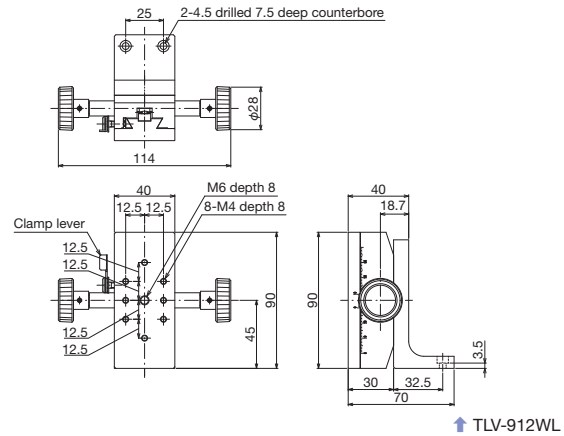 25
2-4.5 drilled 7.5 deep counterbore
φ28
114
40
M6 depth 8
12.5 12.5
8-M4 depth 8
Clamp lever
12.5
12.5
12.5
12.5
45
90
40
18.7
90
3.5
30
32.5
70
TLV-912WL